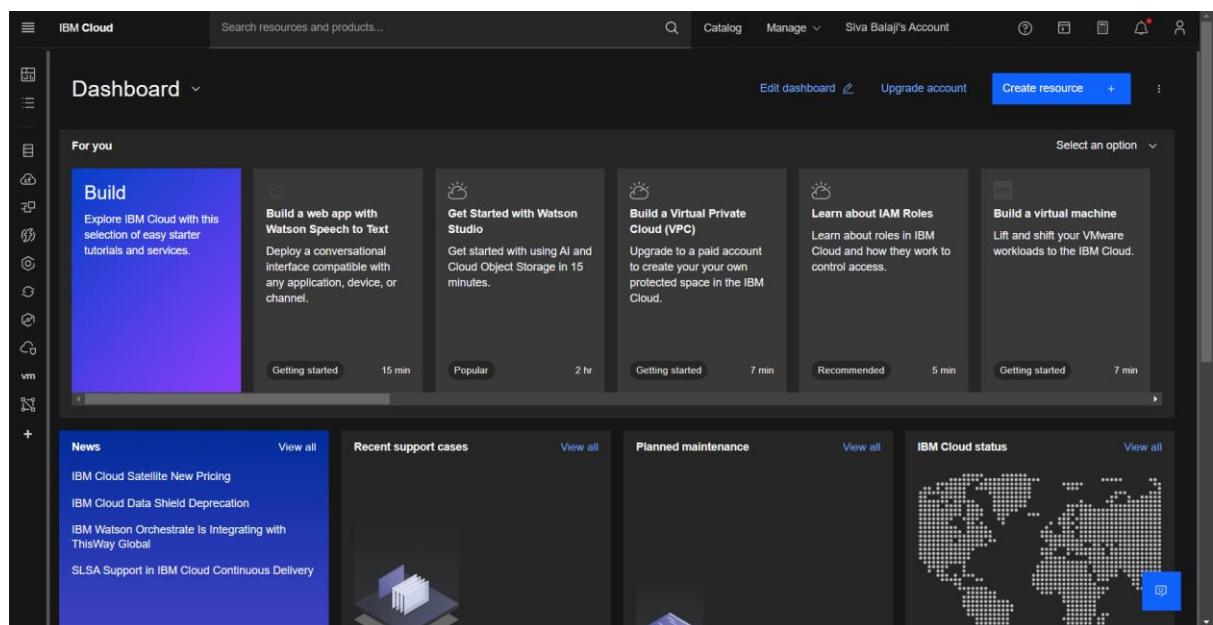 IBM Cloud
Search resources and products...
Catalog
Manage
Siva Balaji's Account
Dashboard
Edit dashboard
Upgrade account
Create resource +
For you
Select an option
Build
Explore IBM Cloud with this
selection of easy starter
tutorials and services.
Build a web app with
Watson Speech to Text
Deploy a conversational
interface compatible with
any application, device, or
channel.
Getting started
15 min
Get Started with Watson
Studio
Get started with using AI and
Cloud Object Storage in 15
minutes.
Popular
2 hr
Build a Virtual Private
Cloud (VPC)
Upgrade to a paid account
to create your your own
protected space in the IBM
Cloud.
Getting started
7 min
Learn about IAM Roles
Learn about roles in IBM
Cloud and how they work to
control access.
Recommended
5 min
vm
Build a virtual machine
Lift and shift your VMware
workloads to the IBM Cloud.
Getting started
7 min
vm
News
View all
IBM Cloud Satellite New Pricing
IBM Cloud Data Shield Deprecation
IBM Watson Orchestrate Is Integrating with
ThisWay Global
SLSA Support in IBM Cloud Continuous Delivery
Recent support cases
View all
Planned maintenance
View all
IBM Cloud status
View all